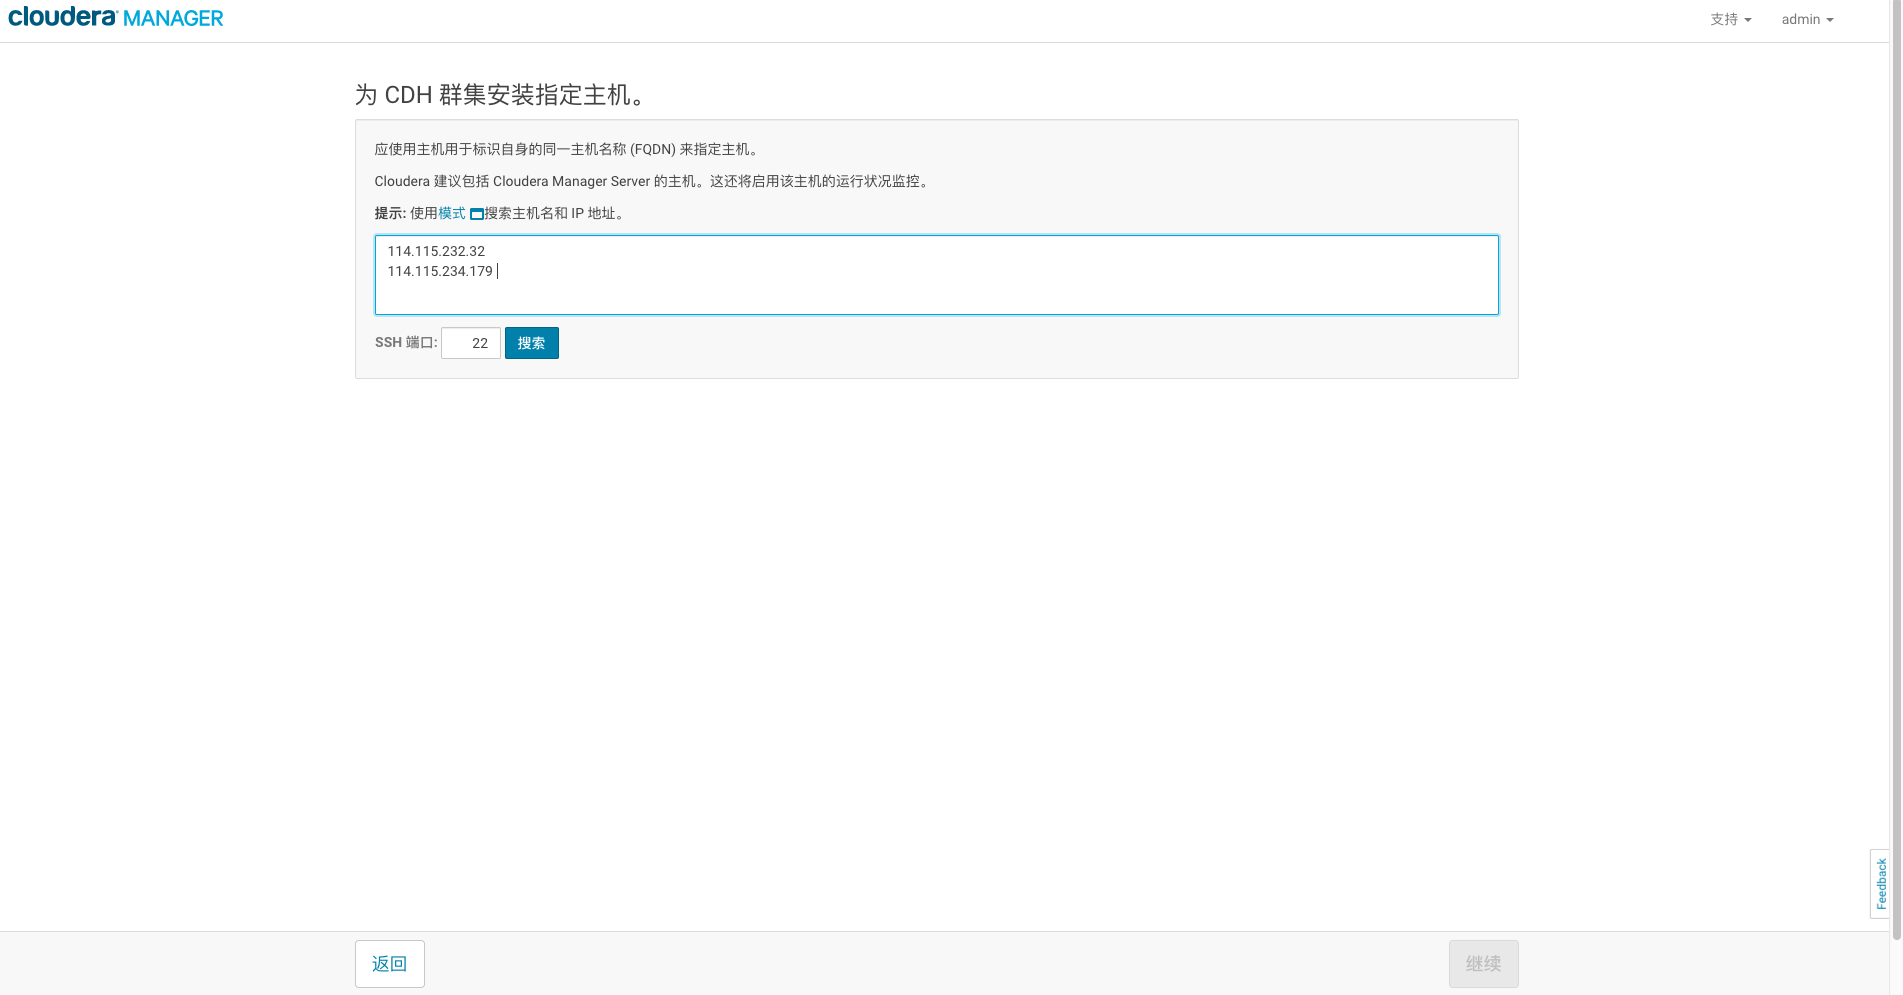 cloudera MANAGER
支持 admin
为 CDH 群集安装指定主机。
应使用主机用于标识自身的同一主机名称 (FQDN) 来指定主机。
Cloudera 建议包括 Cloudera Manager Server 的主机。这还将启用该主机的运行状况监控。
提示: 使用模式 搜索主机名和 IP 地址。
114.115.232.32
114.115.234.179
SSH 端口: 22 搜索
Feedback
返回 继续